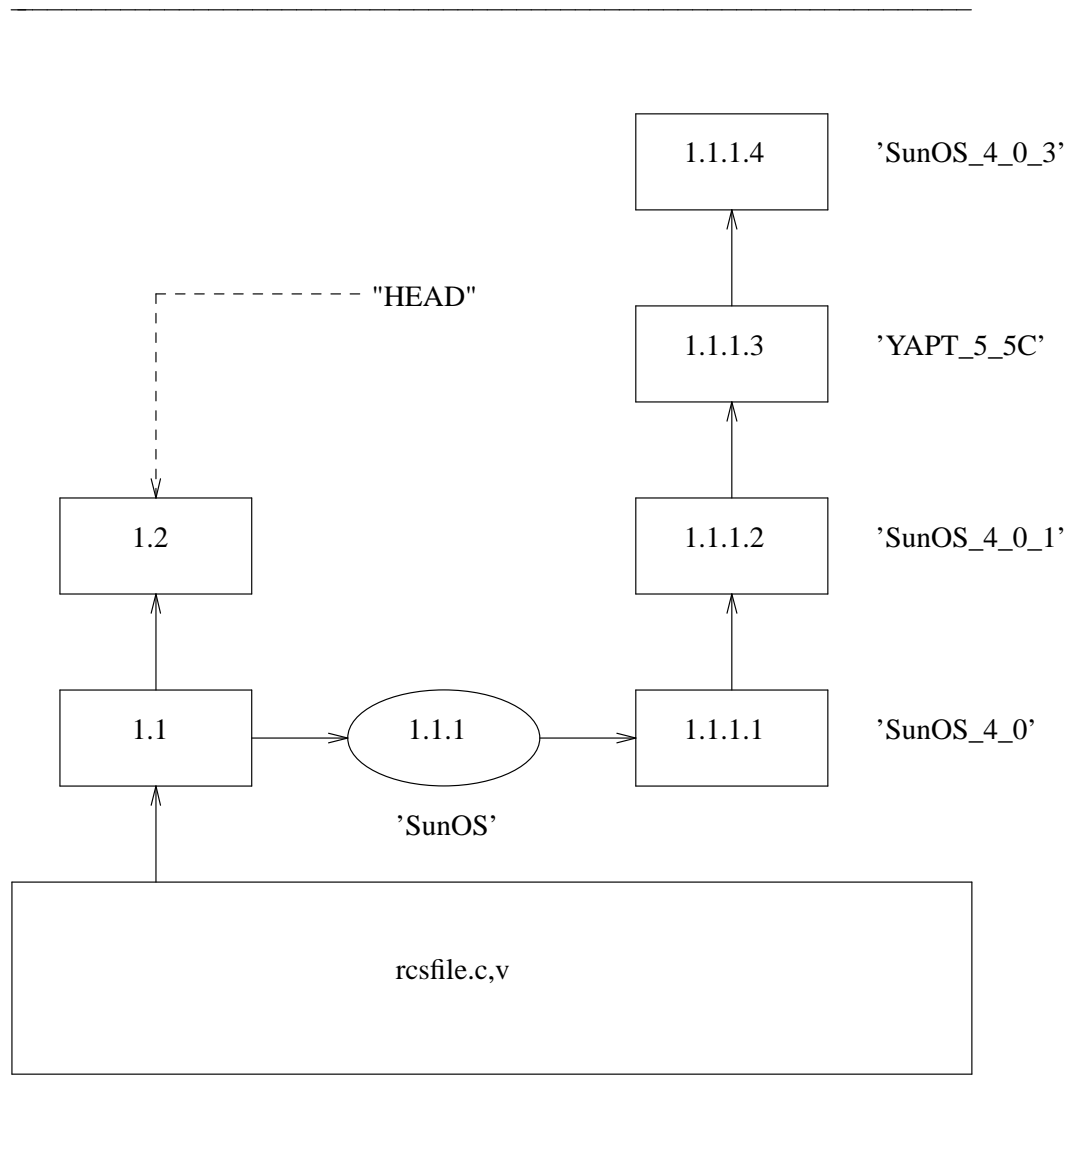 1.1.1.4 ’SunOS_4_0_3’
"HEAD"
1.1.1.3 ’YAPT_5_5C’
1.2 1.1.1.2 ’SunOS_4_0_1’
1.1 1.1.1 1.1.1.1 ’SunOS_4_0’
’SunOS’
rcsfile.c,v